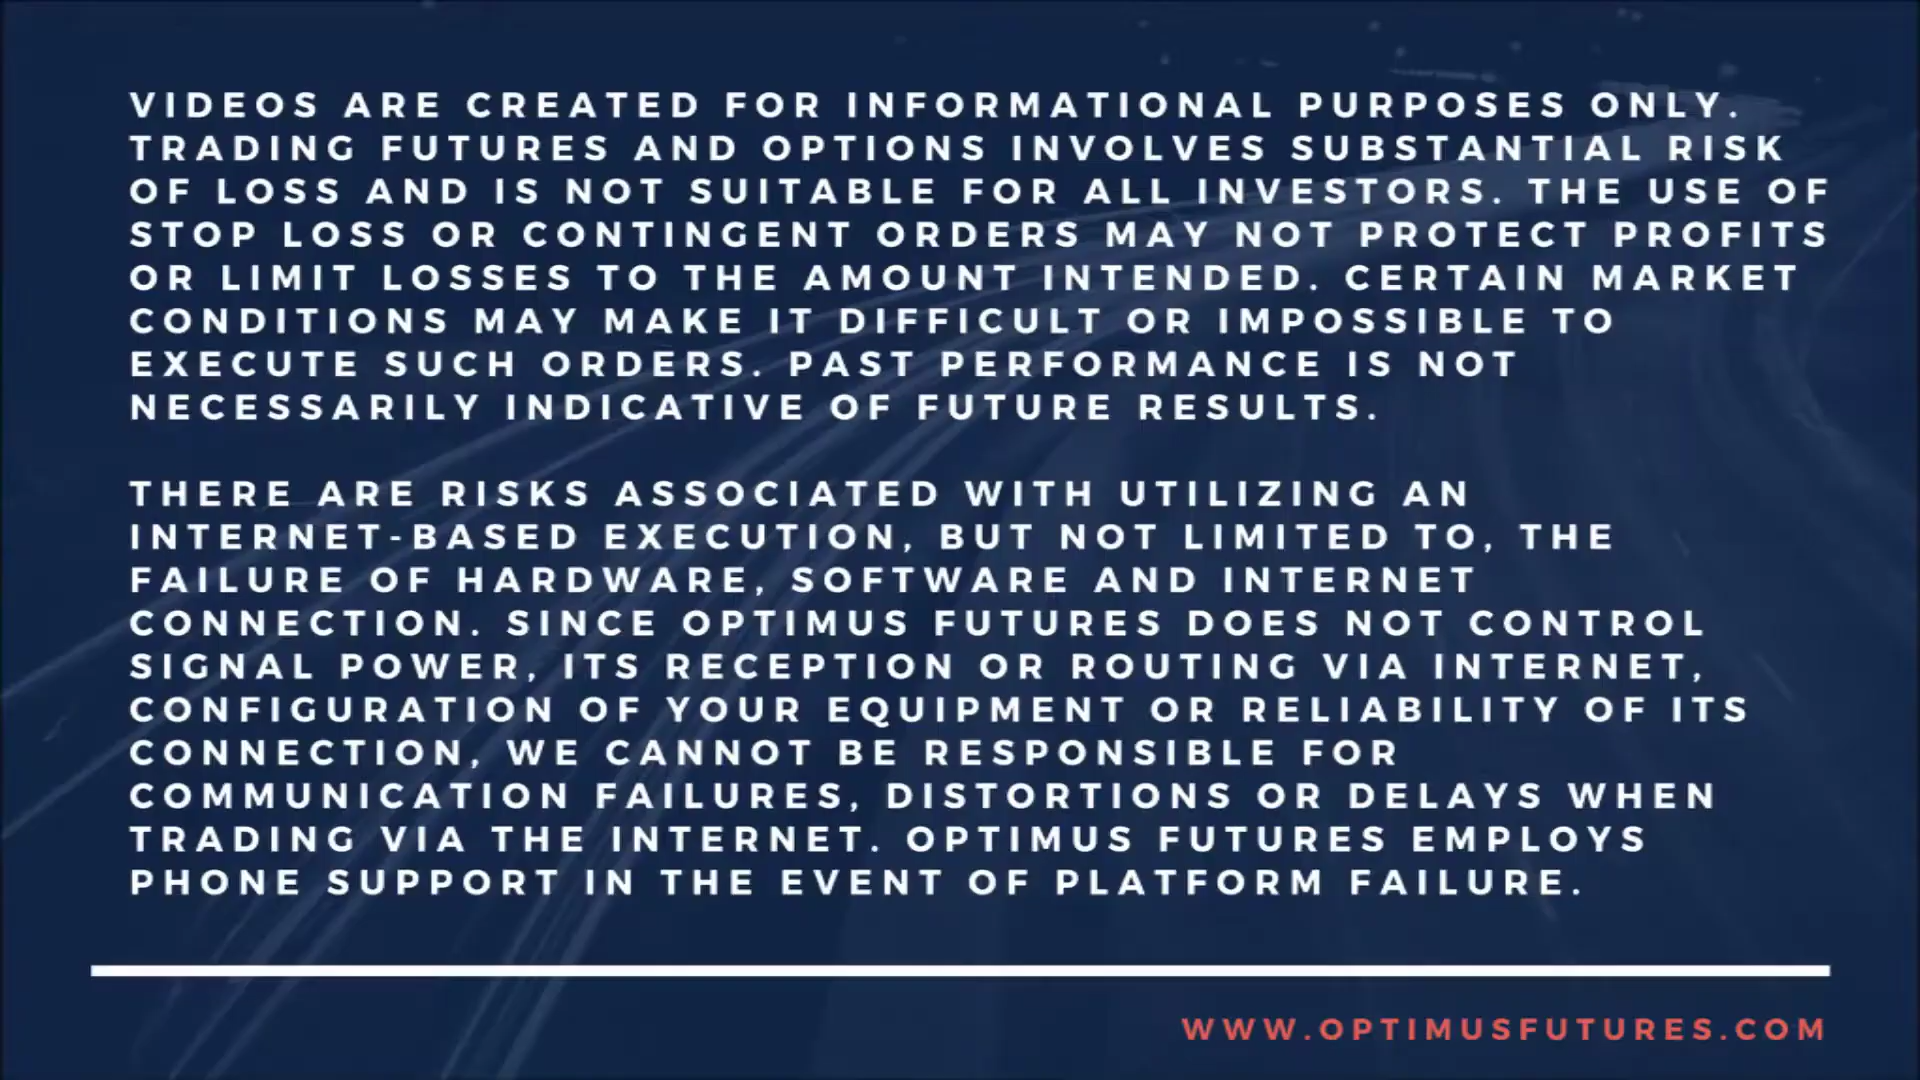 VIDEOS ARE CREATED FOR INFORMATIONAL PURPOSES ONLY.
TRADING FUTURES AND OPTIONS INVOLVES SUBSTANTIAL RISK
OF LOSS AND IS NOT SUITABLE FOR ALL INVESTORS. THE USE OF
STOP LOSS OR CONTINGENT ORDERS MAY NOT PROTECT PROFITS
OR LIMIT LOSSES TO THE AMOUNT INTENDED. CERTAIN MARKET
CONDITIONS MAY MAKE IT DIFFICULT OR IMPOSSIBLE TO
EXECUTE SUCH ORDERS. PAST PERFORMANCE IS NOT
NECESSARILY INDICATIVE OF FUTURE RESULTS.
THERE ARE RISKS ASSOCIATED WITH UTILIZING AN
INTERNET-BASED EXECUTION, BUT NOT LIMITED TO, THE
FAILURE OF HARDWARE, SOFTWARE AND INTERNET
CONNECTION. SINCE OPTIMUS FUTURES DOES NOT CONTROL
SIGNAL POWER, ITS RECEPTION OR ROUTING VIA INTERNET,
CONFIGURATION OF YOUR EQUIPMENT OR RELIABILITY OF ITS
CONNECTION, WE CANNOT BE RESPONSIBLE FOR
COMMUNICATION FAILURES, DISTORTIONS OR DELAYS WHEN
TRADING VIA THE INTERNET. OPTIMUS FUTURES EMPLOYS
PHONE SUPPORT IN THE EVENT OF PLATFORM FAILURE.
WWW.OPTIMUSFUTURES.COM